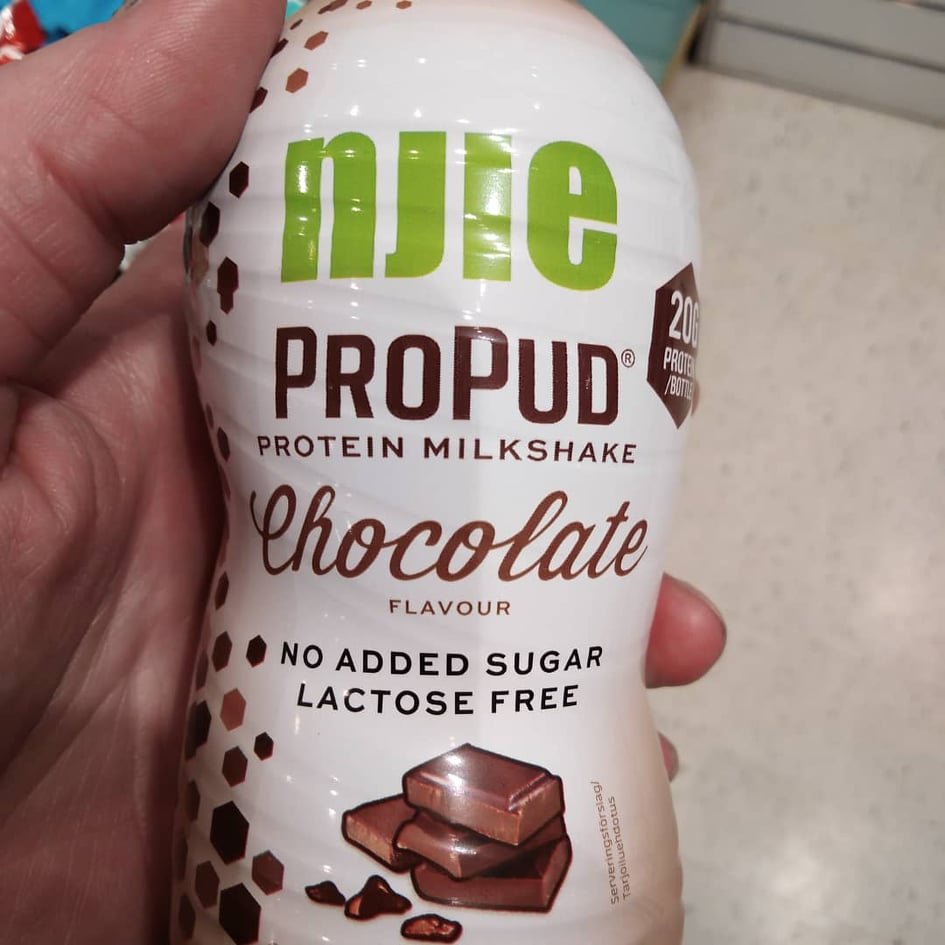 njie
PROPUD®
PROTEIN MILKSHAKE
Chocolate
FLAVOUR
NO ADDED SUGAR
LACTOSE FREE
20G
PROTEIN
/BOTTLE
Serveringsförslag/
Tarjoiluehdotus